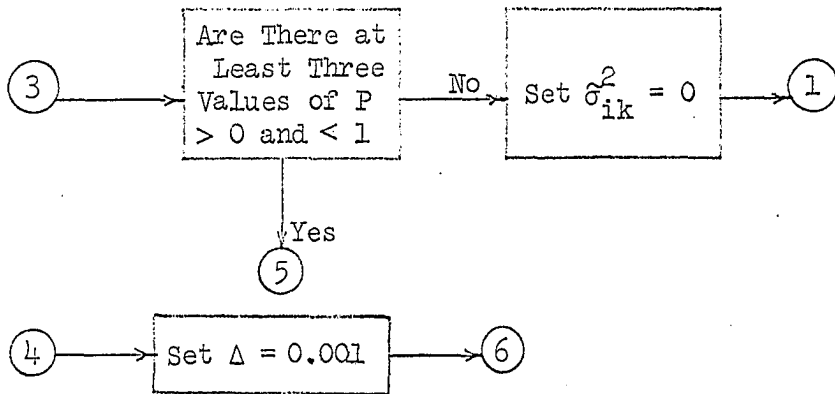 Are There at
Least Three
Values of P
> 0 and < 1
3
No
Set σ̃²ᵢₖ = 0
1
Yes
5
4
Set Δ = 0.001
6